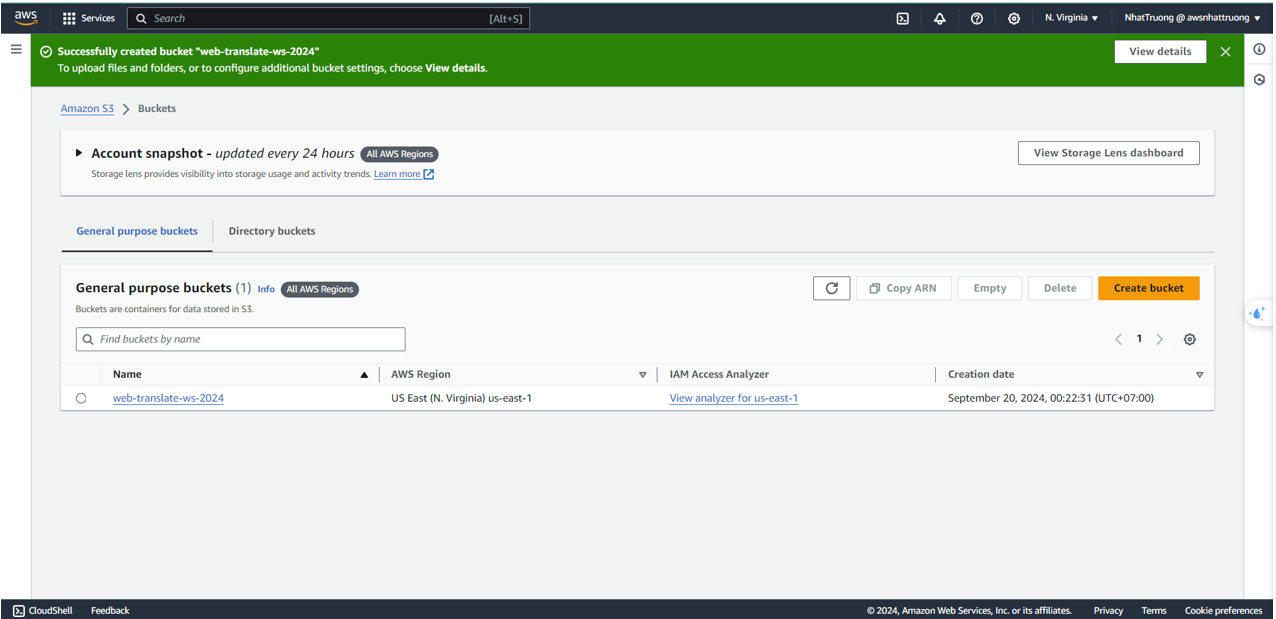 aws Services Search [Alt+S] N. Virginia NhatTruong @ awsnhattruong
Successfully created bucket "web-translate-ws-2024"
To upload files and folders, or to configure additional bucket settings, choose View details.
View details
Amazon S3 Buckets
Account snapshot - updated every 24 hours All AWS Regions
Storage lens provides visibility into storage usage and activity trends. Learn more
View Storage Lens dashboard
General purpose buckets Directory buckets
General purpose buckets (1) Info All AWS Regions
Buckets are containers for data stored in S3.
Copy ARN Empty Delete Create bucket
Find buckets by name
1
Name AWS Region IAM Access Analyzer Creation date
web-translate-ws-2024 US East (N. Virginia) us-east-1 View analyzer for us-east-1 September 20, 2024, 00:22:31 (UTC+07:00)
CloudShell Feedback © 2024, Amazon Web Services, Inc. or its affiliates. Privacy Terms Cookie preferences